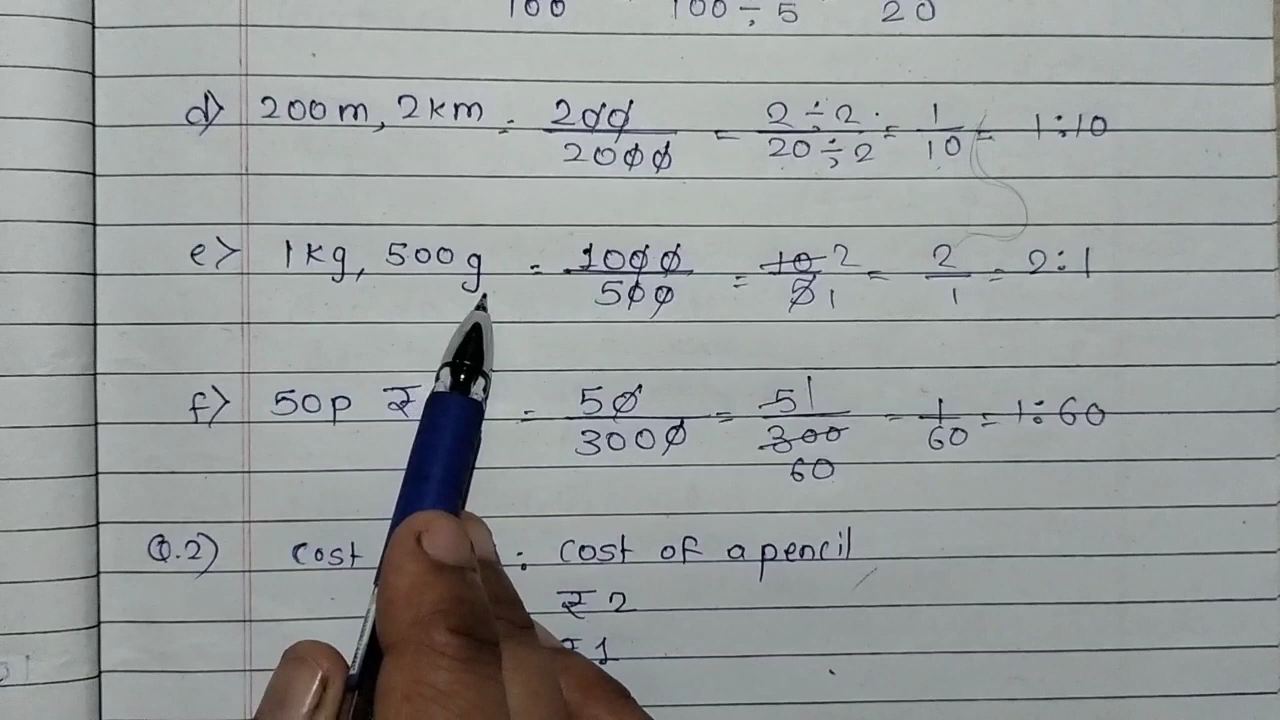 100 100 ÷ 5 20
d> 200m, 2km = 200/2000 = 2÷2/20÷2 = 1/10 = 1:10
e> 1kg, 500g = 1000/500 = 10 2/5 1 = 2/1 = 2:1
f> 50p ₹ = 50/3000 = 5 1/300 60 = 1/60 = 1:60
Q.2) Cost : Cost of a pencil
₹ 2
₹ 1